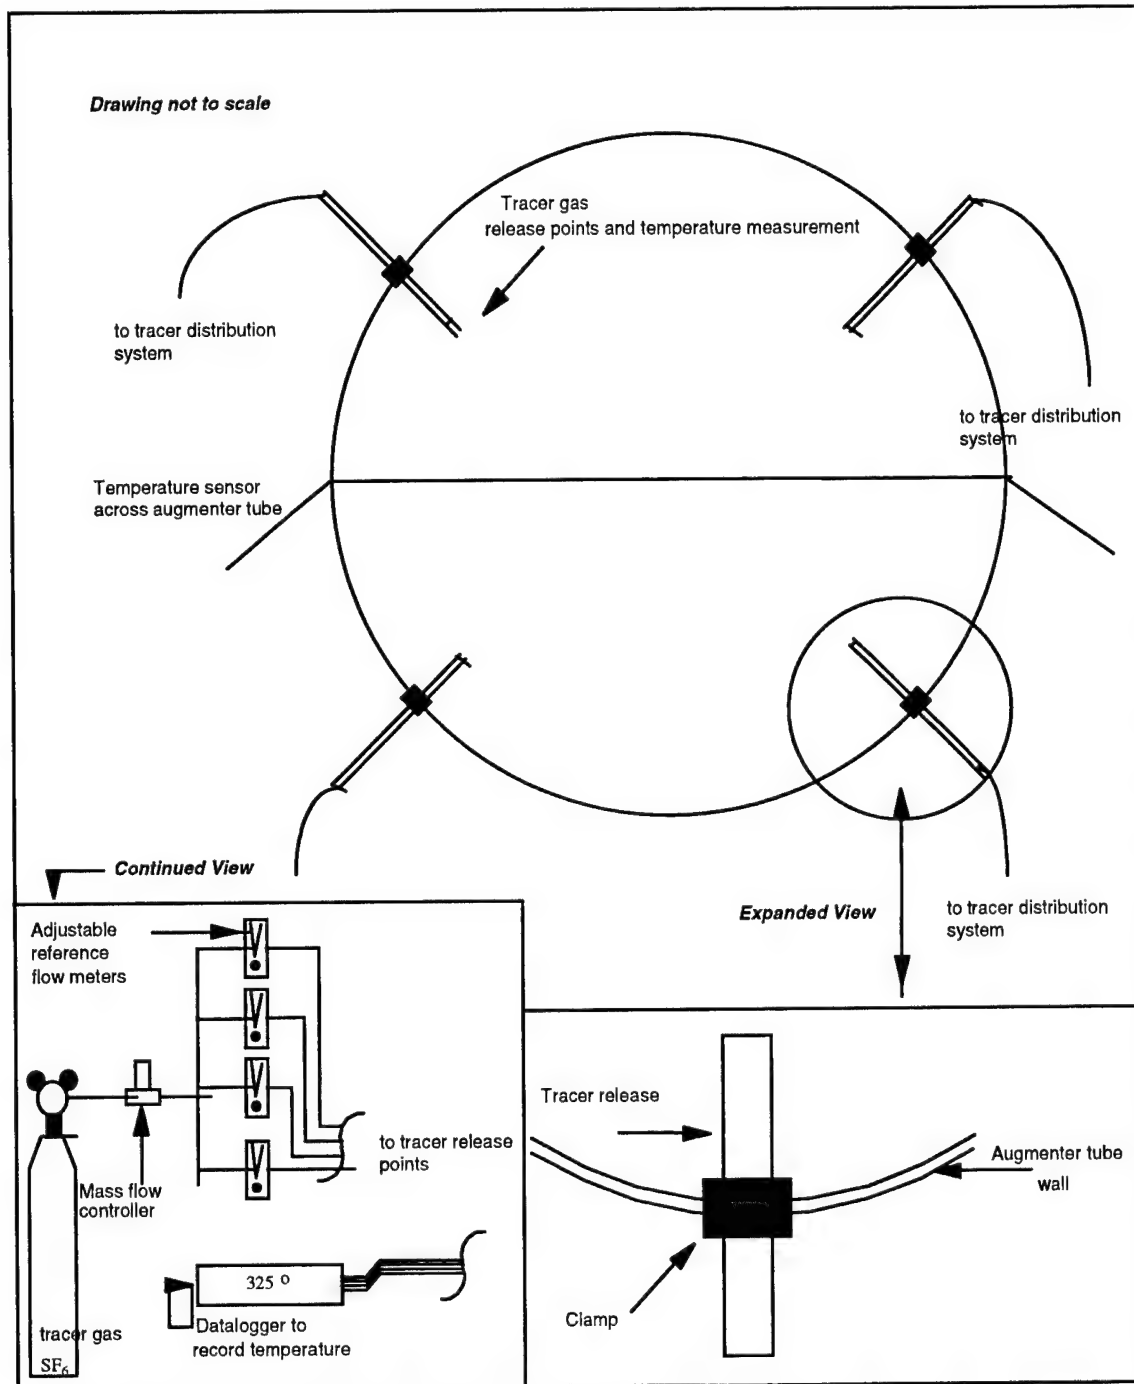 Drawing not to scale
Tracer gas
release points and temperature measurement
to tracer distribution
system
to tracer distribution
system
Temperature sensor
across augmenter tube
Continued View
Expanded View
to tracer distribution
system
Adjustable
reference
flow meters
to tracer release
points
Mass flow
controller
325 °
Datalogger to
record temperature
tracer gas
SF₆
Tracer release
Augmenter tube
wall
Clamp